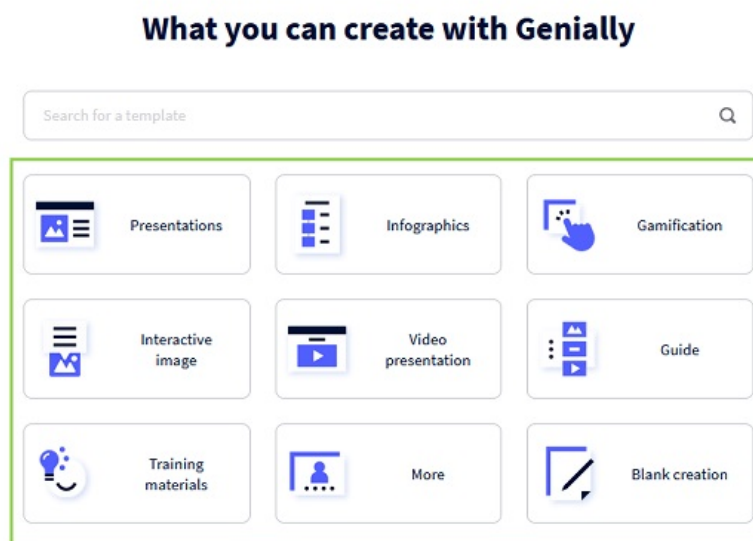 What you can create with Genially
Search for a template
Presentations
Infographics
Gamification
Interactive
image
Video
presentation
Guide
Training
materials
More
Blank creation